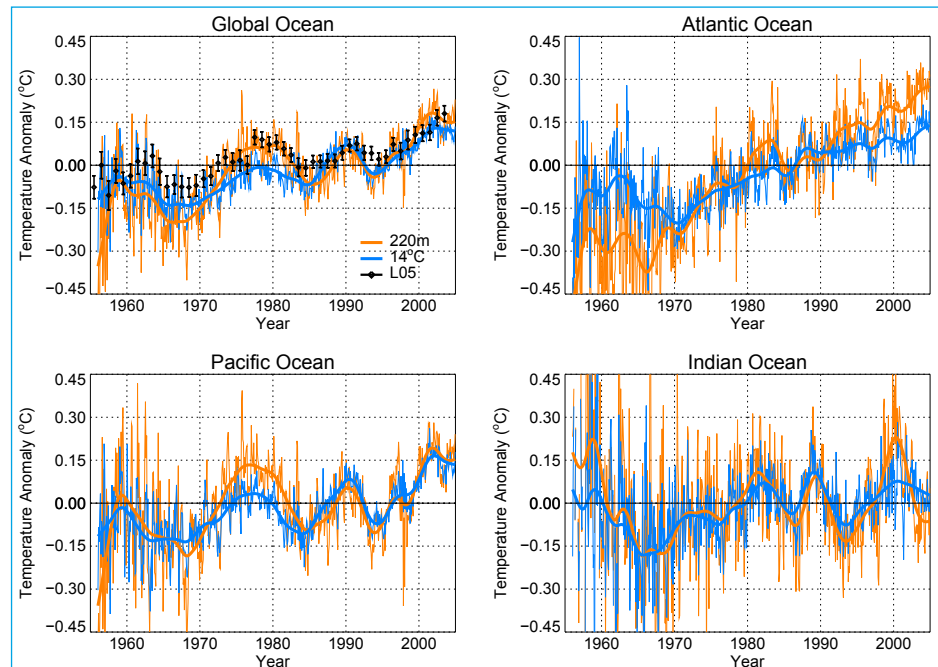 Global Ocean
Temperature Anomaly (°C)
0.45
0.30
0.15
0.00
−0.15
−0.30
−0.45
220m
14°C
L05
1960 1970 1980 1990 2000
Year
Atlantic Ocean
Temperature Anomaly (°C)
0.45
0.30
0.15
0.00
−0.15
−0.30
−0.45
1960 1970 1980 1990 2000
Year
Pacific Ocean
Temperature Anomaly (°C)
0.45
0.30
0.15
0.00
−0.15
−0.30
−0.45
1960 1970 1980 1990 2000
Year
Indian Ocean
Temperature Anomaly (°C)
0.45
0.30
0.15
0.00
−0.15
−0.30
−0.45
1960 1970 1980 1990 2000
Year